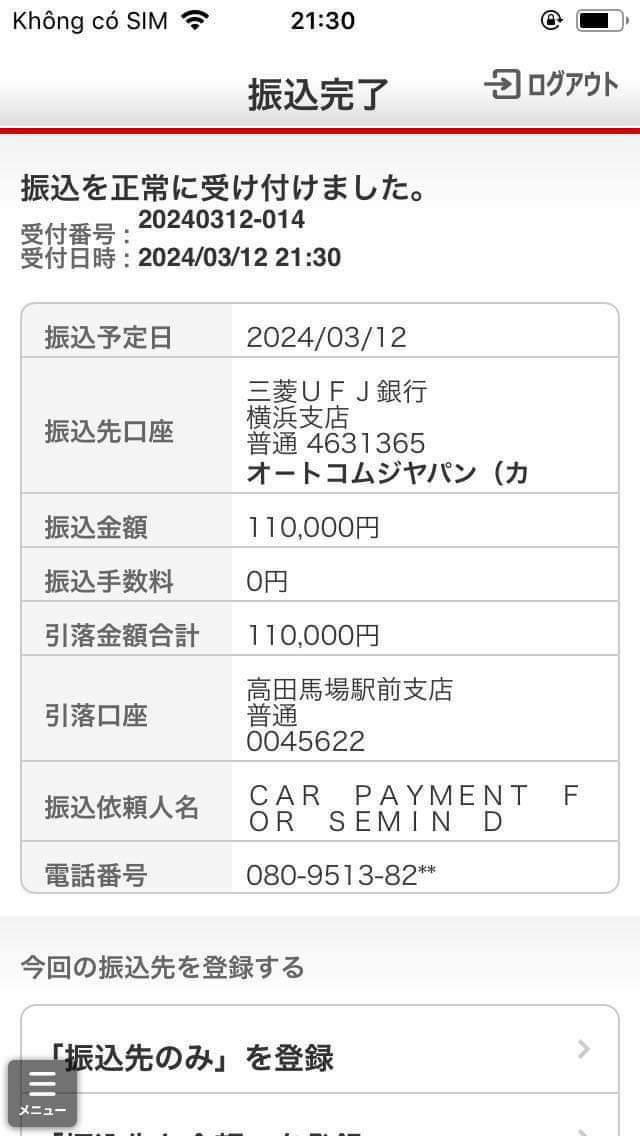 Không có SIM 21:30
振込完了
ログアウト
振込を正常に受け付けました。
受付番号：20240312-014
受付日時：2024/03/12 21:30
振込予定日 2024/03/12
振込先口座 三菱ＵＦＪ銀行
横浜支店
普通 4631365
オートコムジヤパン（カ
振込金額 110,000円
振込手数料 0円
引落金額合計 110,000円
引落口座 高田馬場駅前支店
普通
0045622
振込依頼人名 ＣＡＲ　ＰＡＹＭＥＮＴ　Ｆ
ＯＲ　ＳＥＭＩＮ　Ｄ
電話番号 080-9513-82**
今回の振込先を登録する
「振込先のみ」を登録
メニュー